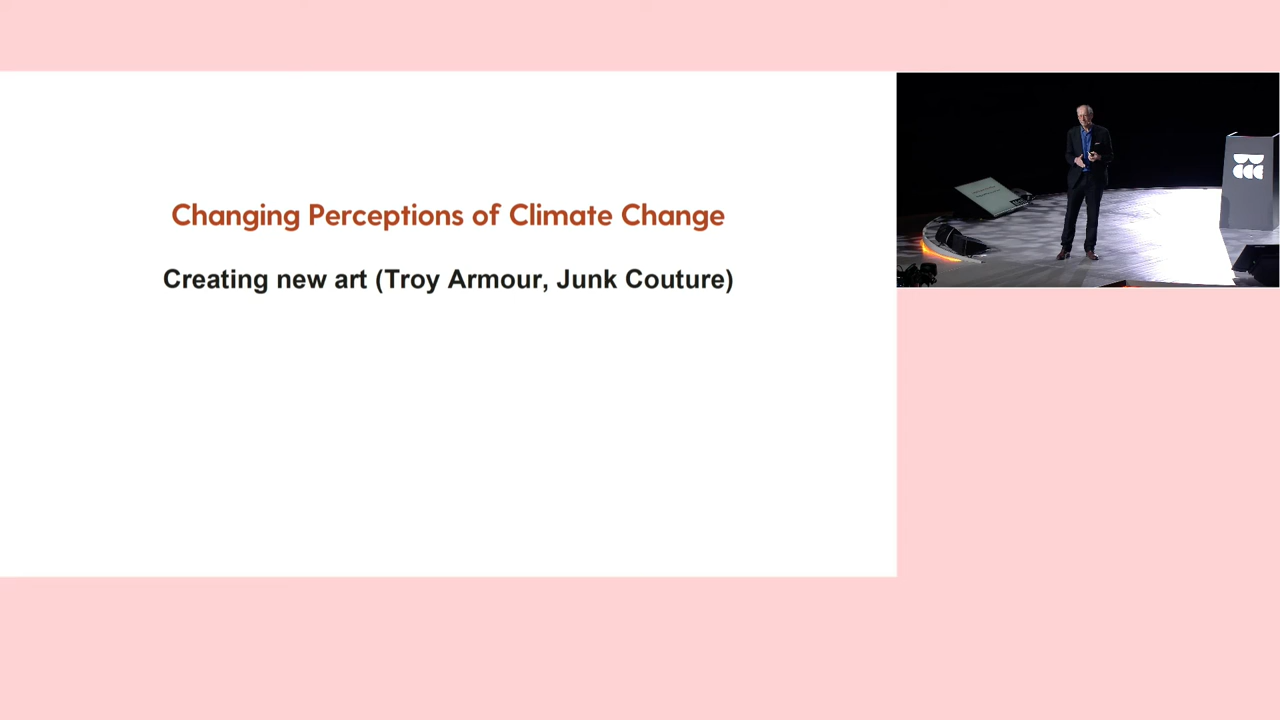 Changing Perceptions of Climate Change
Creating new art (Troy Armour, Junk Couture)